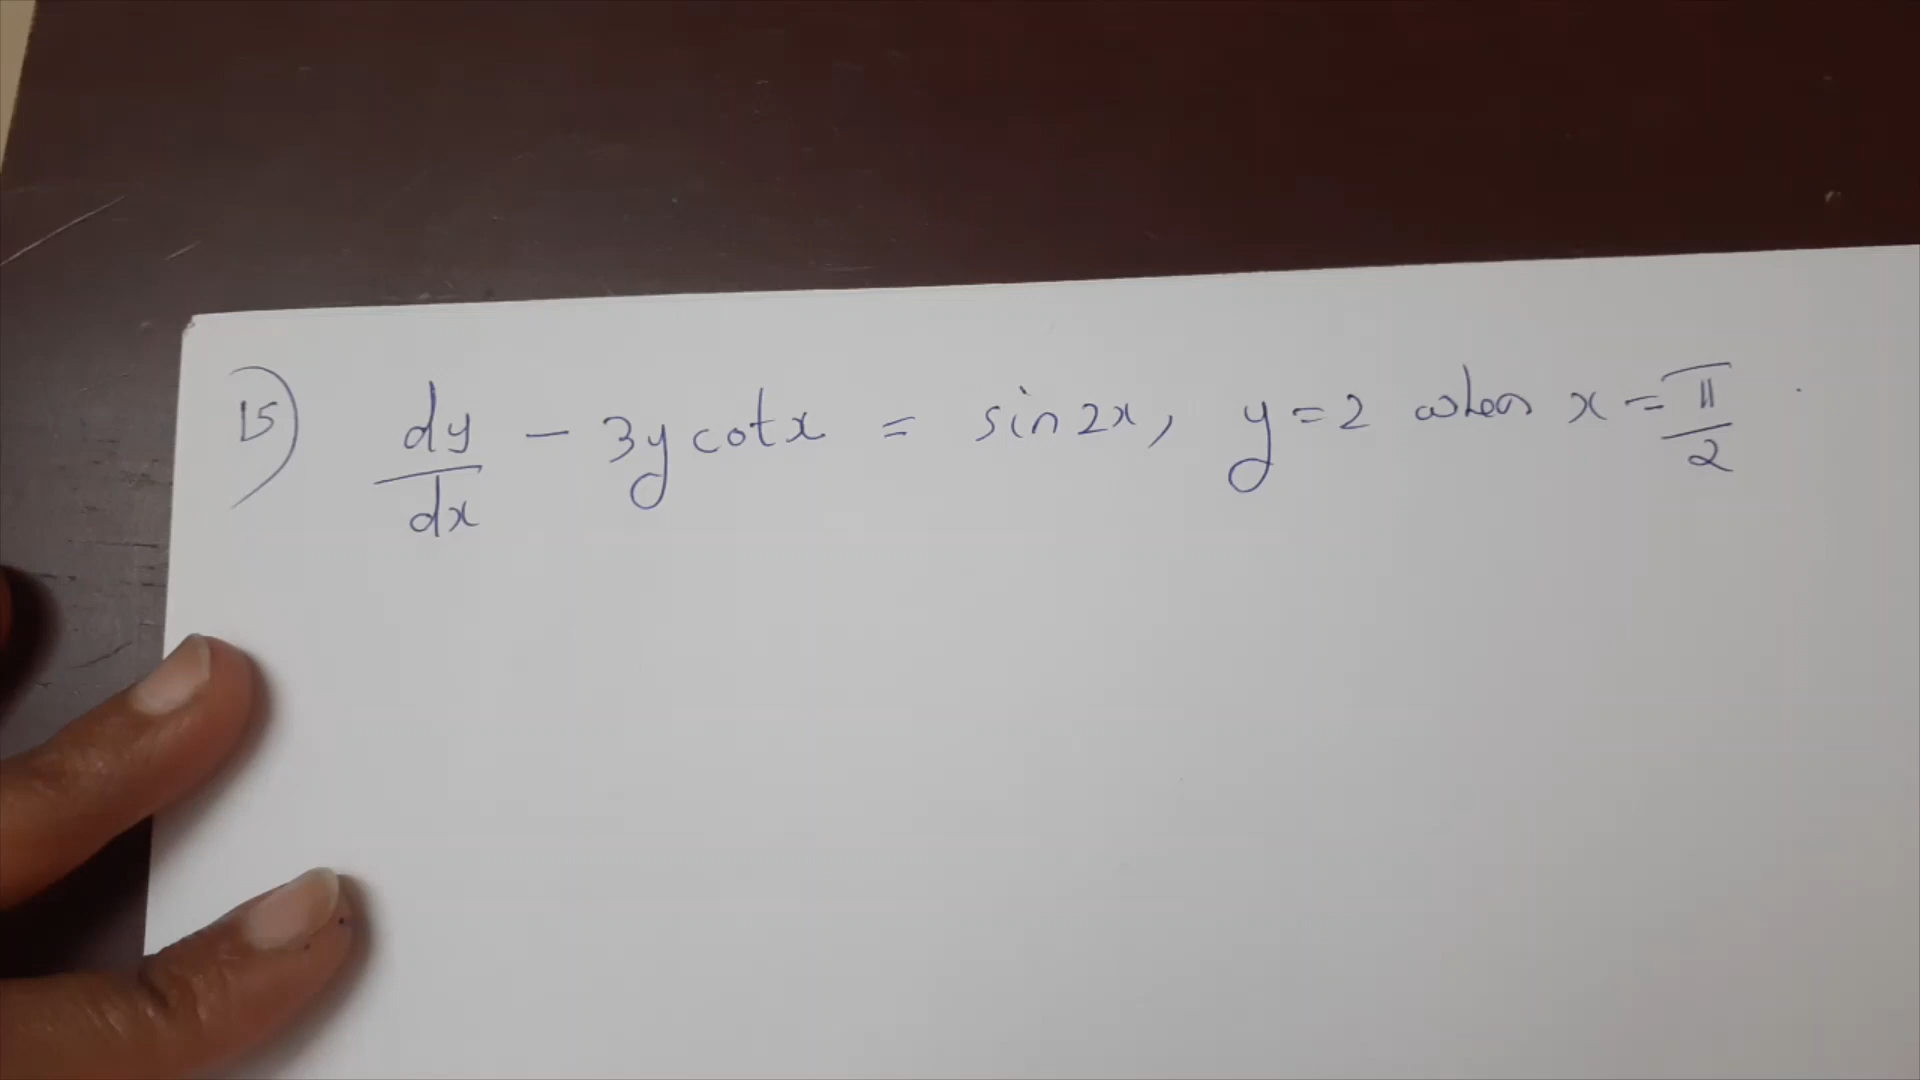 15) dy/dx - 3y cot x = sin 2x, y = 2 when x = π/2.